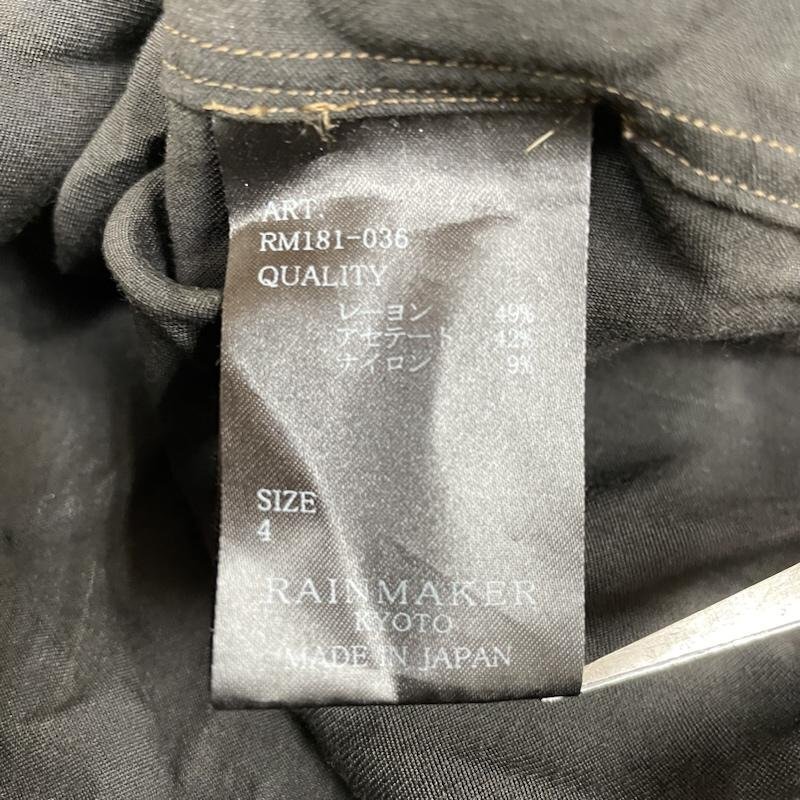 ART.
RM181-036
QUALITY
レーヨン 49%
アセテート 42%
ナイロン 9%
SIZE
4
RAINMAKER
KYOTO
MADE IN JAPAN